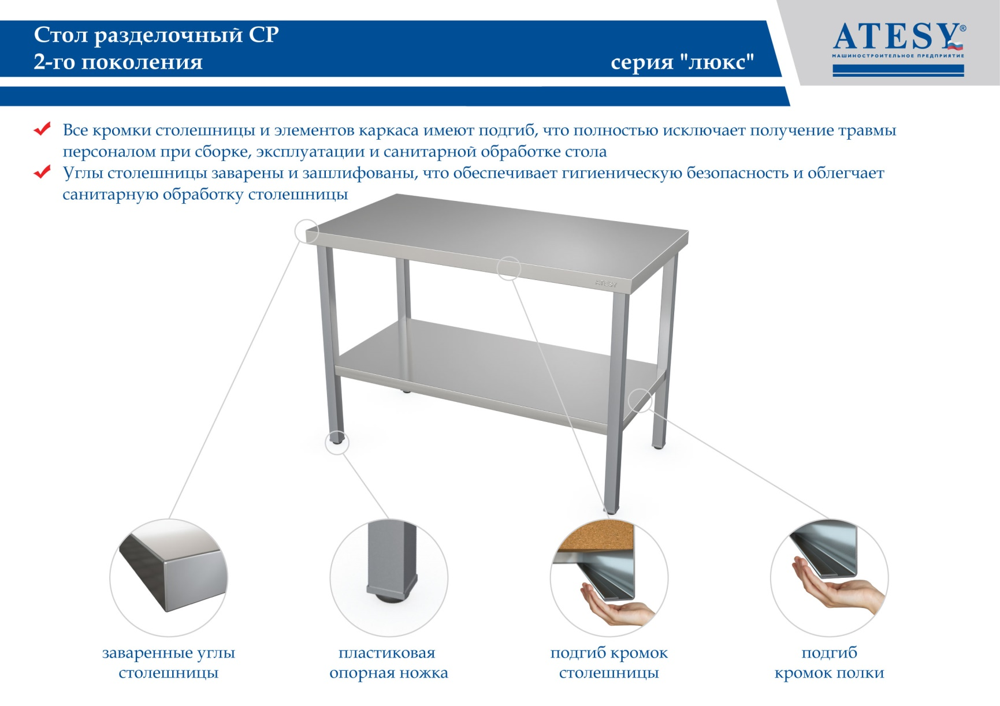 Стол разделочный СР
2-го поколения
серия "люкс"
ATESY®
МАШИНОСТРОИТЕЛЬНОЕ ПРЕДПРИЯТИЕ
Все кромки столешницы и элементов каркаса имеют подгиб, что полностью исключает получение травмы
персоналом при сборке, эксплуатации и санитарной обработке стола
Углы столешницы заварены и зашлифованы, что обеспечивает гигиеническую безопасность и облегчает
санитарную обработку столешницы
ATESY
заваренные углы
столешницы
пластиковая
опорная ножка
подгиб кромок
столешницы
подгиб
кромок полки